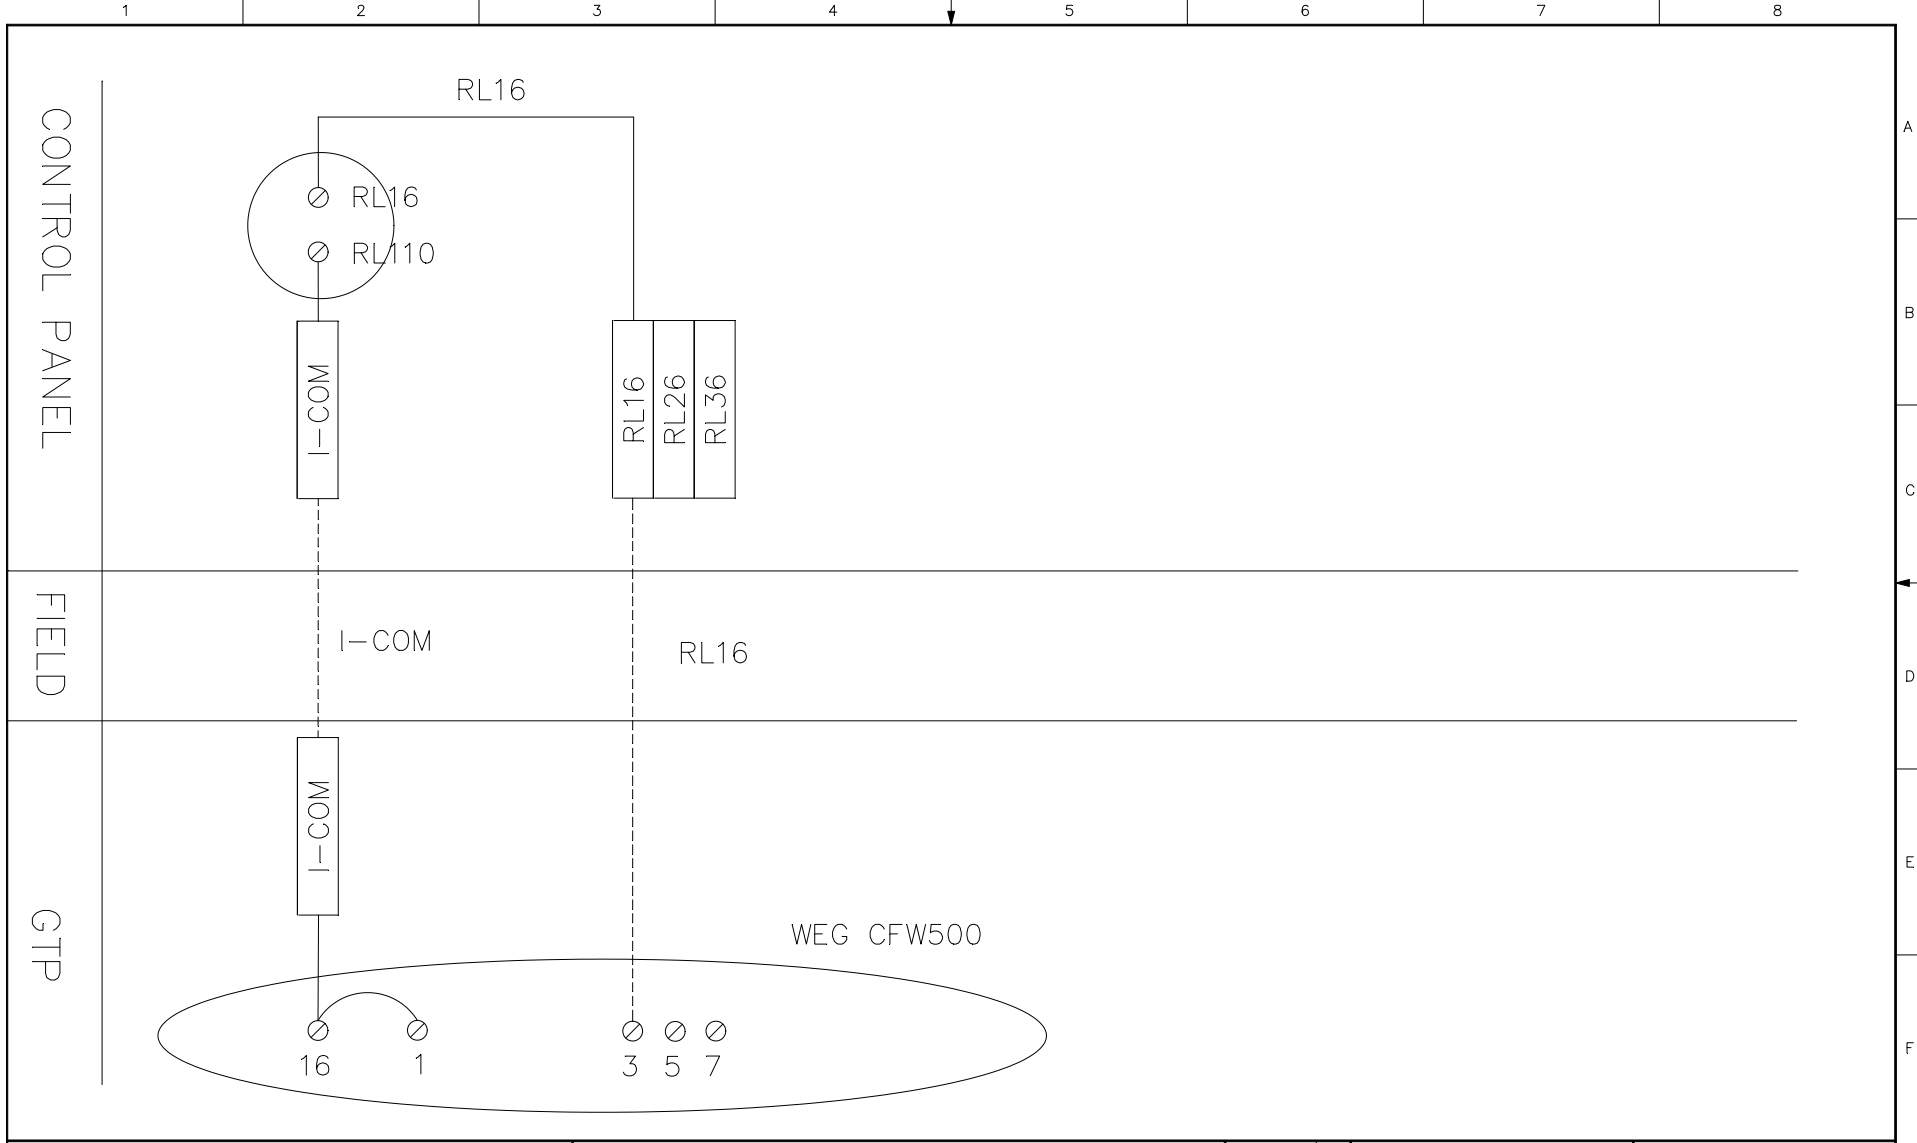 1 2 3 4 5 6 7 8
RL16
CONTROL PANEL
RL16
RL110
I-COM
RL16
RL26
RL36
FIELD
I-COM
RL16
I-COM
GTP
WEG CFW500
16 1 3 5 7
A
B
C
D
E
F